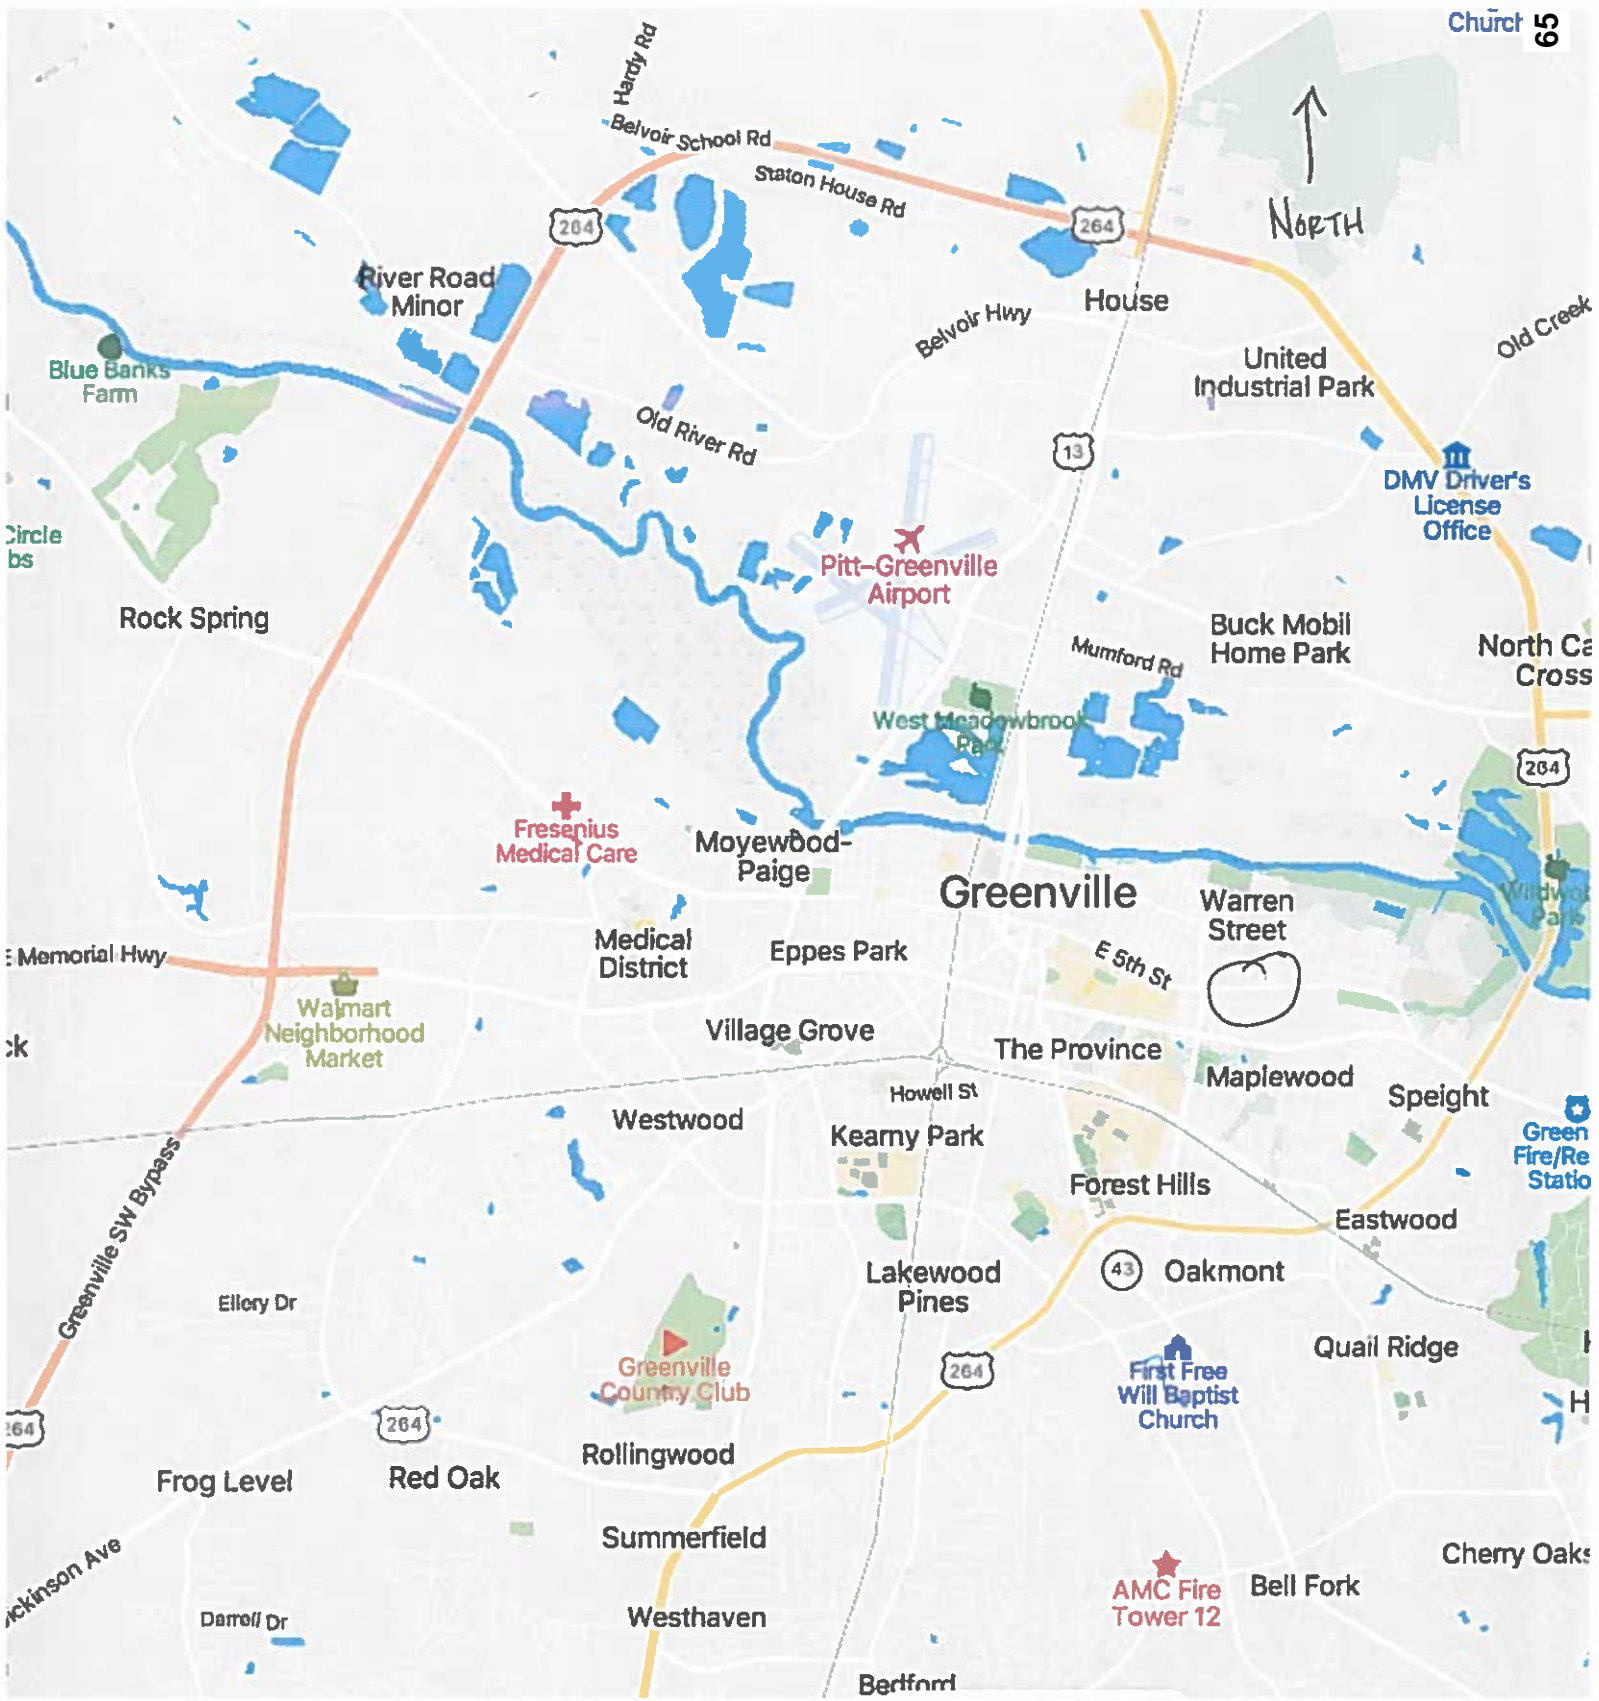 Church
65
Hardy Rd
Belvoir School Rd
Staton House Rd
264
264
NORTH
River Road
Minor
House
Belvoir Hwy
Old Creek
United
Industrial Park
Blue Banks
Farm
Old River Rd
13
DMV Driver's
License
Office
Circle
bs
Pitt-Greenville
Airport
Rock Spring
Buck Mobil
Home Park
Mumford Rd
North Ca
Cross
West Meadowbrook
Park
264
Fresenius
Medical Care
Moyewood-
Paige
Greenville
Warren
Street
Wildwo
Park
E Memorial Hwy
Medical
District
Eppes Park
E 5th St
Walmart
Neighborhood
Market
Village Grove
ck
The Province
Maplewood
Howell St
Speight
Westwood
Kearny Park
Green
Fire/Re
Statio
Greenville SW Bypass
Forest Hills
Eastwood
Lakewood
Pines
43
Oakmont
Ellery Dr
Quail Ridge
Greenville
Country Club
264
First Free
Will Baptist
Church
H
264
264
Rollingwood
Frog Level
Red Oak
Summerfield
Cherry Oaks
ickinson Ave
AMC Fire
Tower 12
Bell Fork
Darrell Dr
Westhaven
Bedford